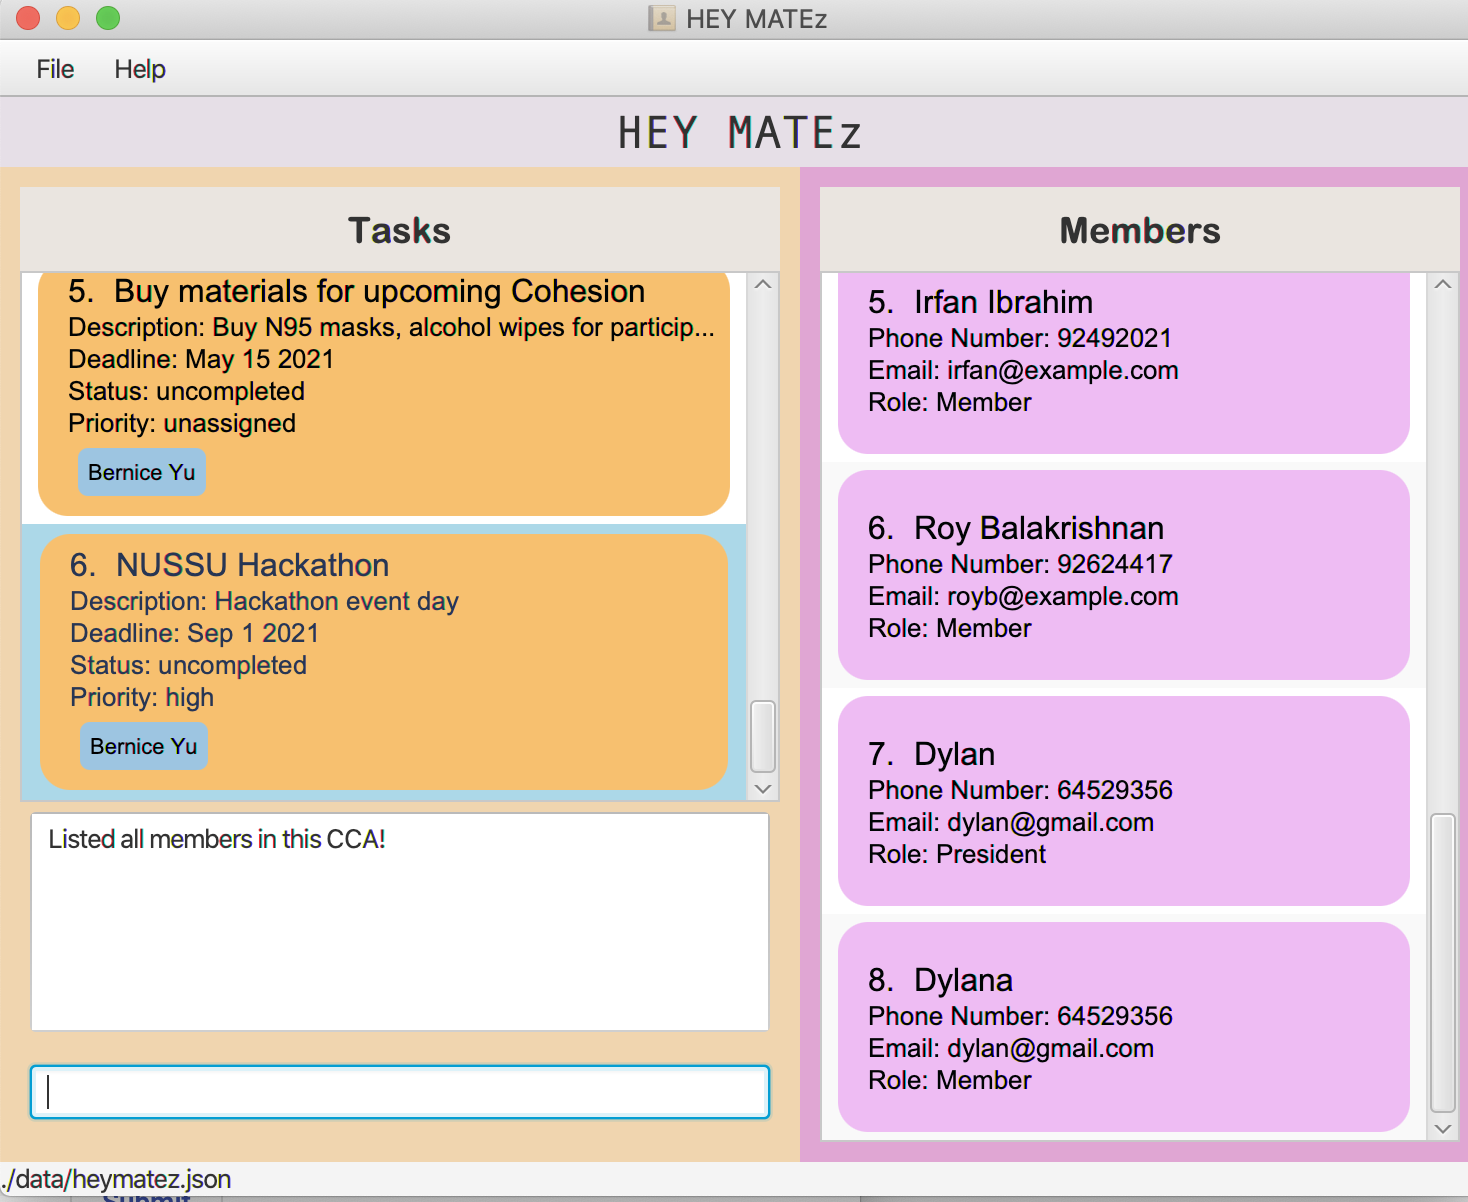 HEY MATEz
File Help
HEY MATEz
Tasks
5. Buy materials for upcoming Cohesion
Description: Buy N95 masks, alcohol wipes for particip...
Deadline: May 15 2021
Status: uncompleted
Priority: unassigned
Bernice Yu
6. NUSSU Hackathon
Description: Hackathon event day
Deadline: Sep 1 2021
Status: uncompleted
Priority: high
Bernice Yu
Listed all members in this CCA!
Members
5. Irfan Ibrahim
Phone Number: 92492021
Email: irfan@example.com
Role: Member
6. Roy Balakrishnan
Phone Number: 92624417
Email: royb@example.com
Role: Member
7. Dylan
Phone Number: 64529356
Email: dylan@gmail.com
Role: President
8. Dylana
Phone Number: 64529356
Email: dylan@gmail.com
Role: Member
./data/heymatez.json
Submit